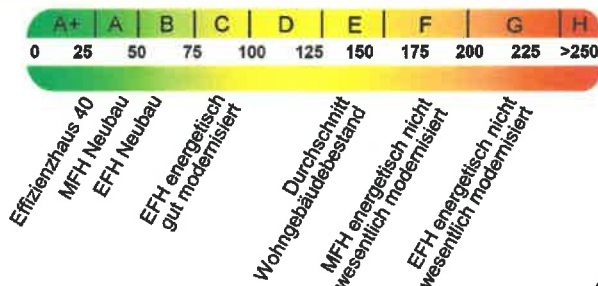 A+ A B C D E F G H
0 25 50 75 100 125 150 175 200 225 >250
Effizienzhaus 40
MFH Neubau
EFH Neubau
EFH energetisch
gut modernisiert
Durchschnitt
Wohngebäudebestand
MFH energetisch nicht
wesentlich modernisiert
EFH energetisch nicht
wesentlich modernisiert